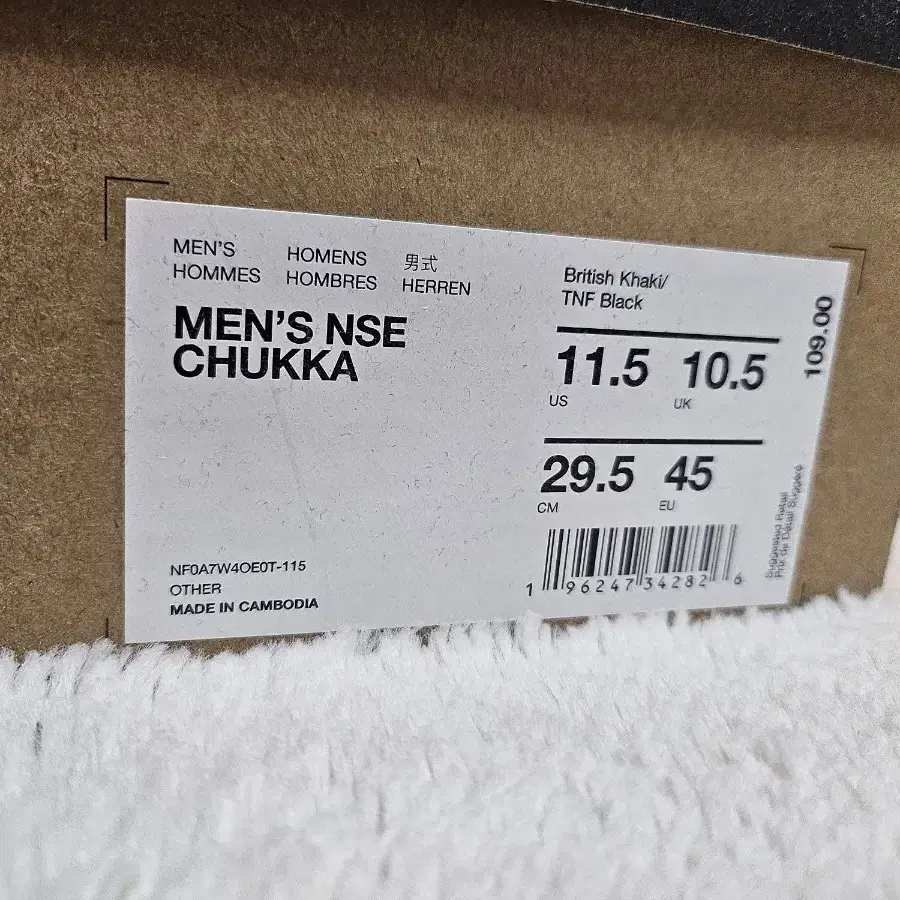 MEN'S HOMENS 男式
HOMMES HOMBRES HERREN
MEN'S NSE
CHUKKA
British Khaki/
TNF Black
11.5 10.5
US UK
29.5 45
CM EU
1 96247 34282 6
109.00
Suggested Retail
Prix de Détail Suggéré
NF0A7W4OE0T-115
OTHER
MADE IN CAMBODIA